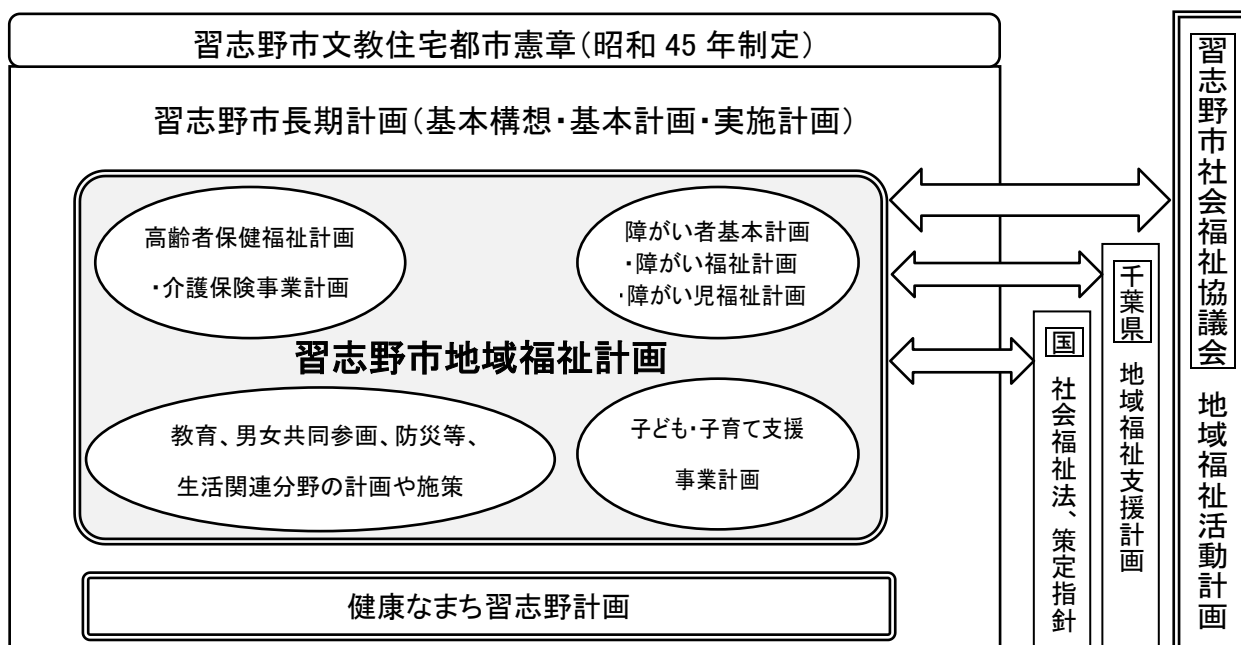 習志野市文教住宅都市憲章(昭和 45 年制定)
習志野市長期計画(基本構想・基本計画・実施計画)
高齢者保健福祉計画
・介護保険事業計画
障がい者基本計画
・障がい福祉計画
・障がい児福祉計画
習志野市地域福祉計画
教育、男女共同参画、防災等、
生活関連分野の計画や施策
子ども・子育て支援
事業計画
健康なまち習志野計画
国 社会福祉法、策定指針
千葉県 地域福祉支援計画
習志野市社会福祉協議会 地域福祉活動計画